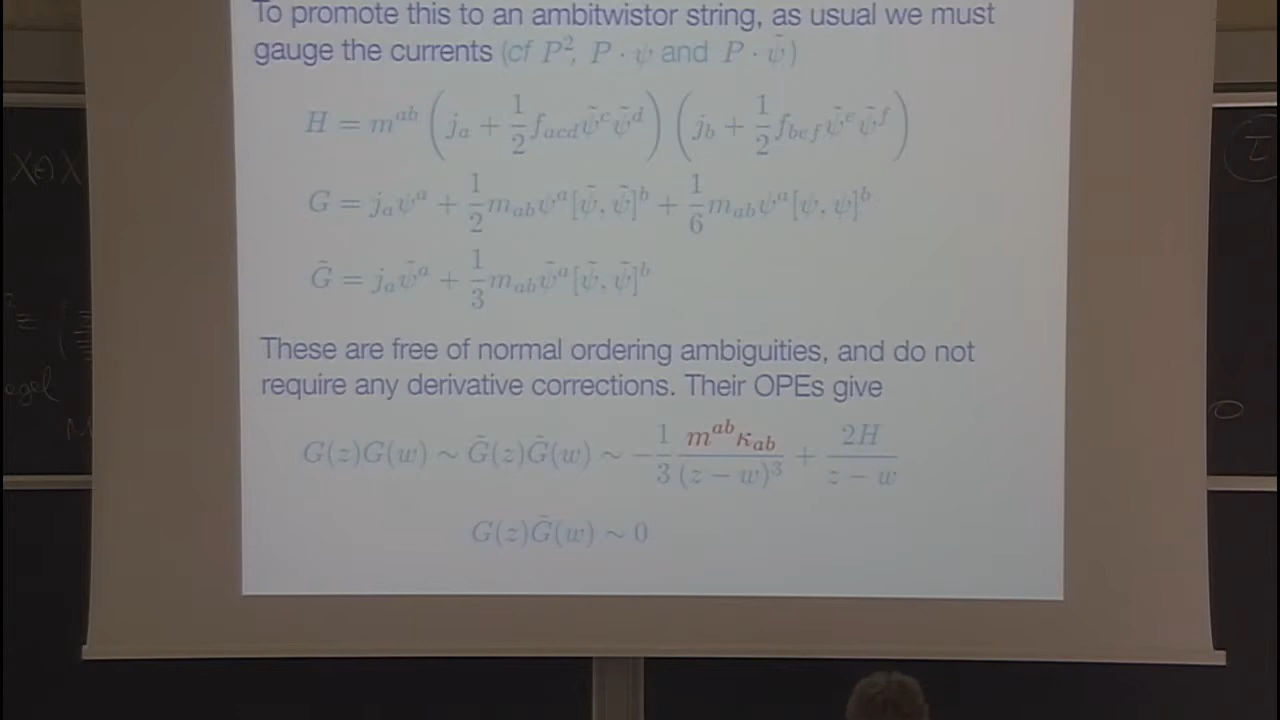 To promote this to an ambitwistor string, as usual we must
gauge the currents (cf P², P · ψ and P · ψ̃)
H = m^{ab} (j_a + 1/2 f_{acd} ψ̃^c ψ̃^d) (j_b + 1/2 f_{bef} ψ̃^e ψ̃^f)
G = j_a ψ^a + 1/2 m_{ab} ψ^a [ψ̃, ψ̃]^b + 1/6 m_{ab} ψ^a [ψ, ψ]^b
G̃ = j_a ψ̃^a + 1/3 m_{ab} ψ̃^a [ψ̃, ψ̃]^b
These are free of normal ordering ambiguities, and do not
require any derivative corrections. Their OPEs give
G(z)G(w) ∼ G̃(z)G̃(w) ∼ −1/3 m^{ab} κ_{ab}/(z − w)³ + 2H/(z − w)
G(z)G̃(w) ∼ 0